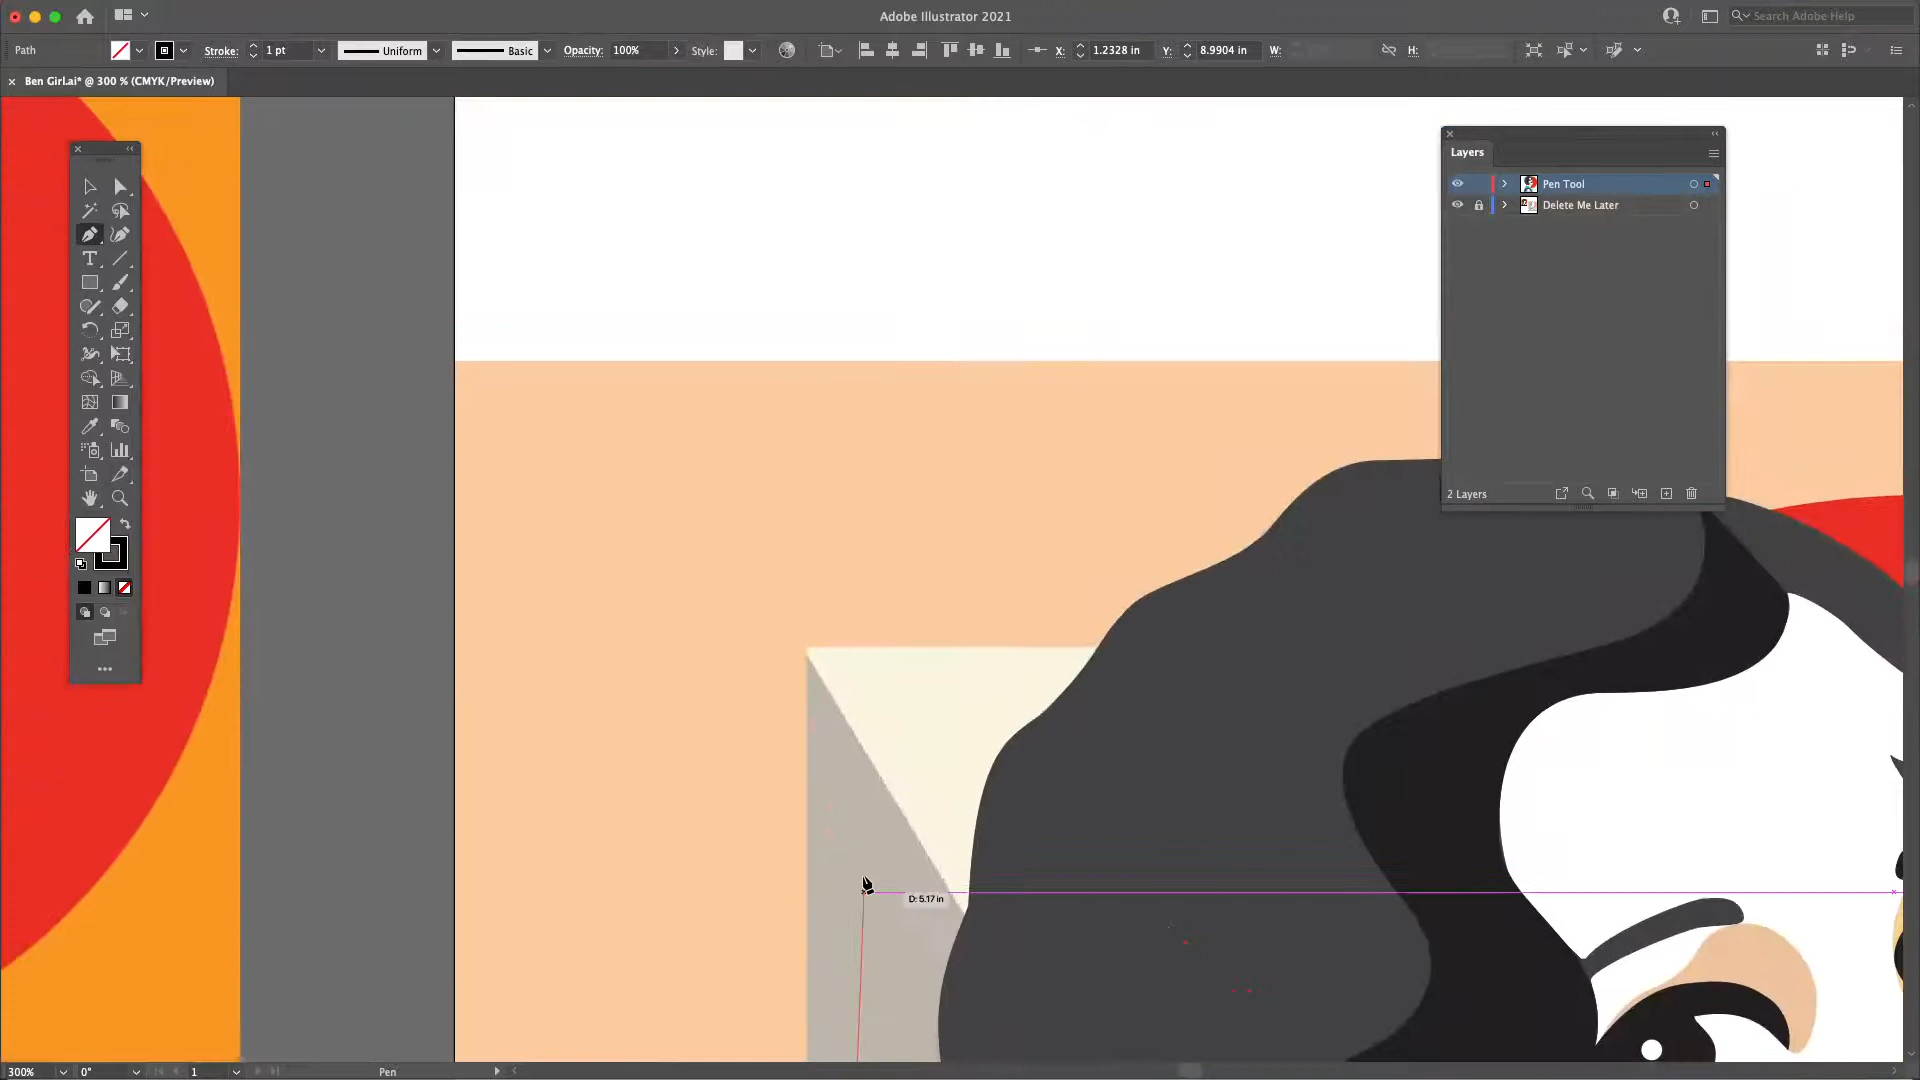 Adobe Illustrator 2021
Search Adobe Help
Path
Stroke:
1 pt
Uniform
Basic
Opacity:
100%
Style:
X:
1.2328 in
Y:
8.9904 in
W:
H:
Ben Girl.ai* @ 300 % (CMYK/Preview)
Layers
Pen Tool
Delete Me Later
2 Layers
D: 5.17 in
300%
0°
1
Pen